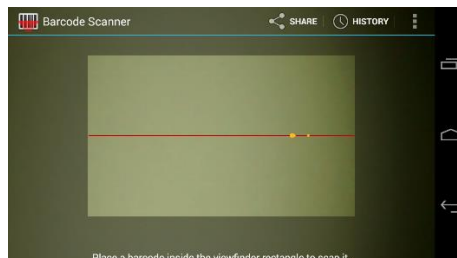 Barcode Scanner
SHARE
HISTORY
Place a barcode inside the viewfinder rectangle to scan it.